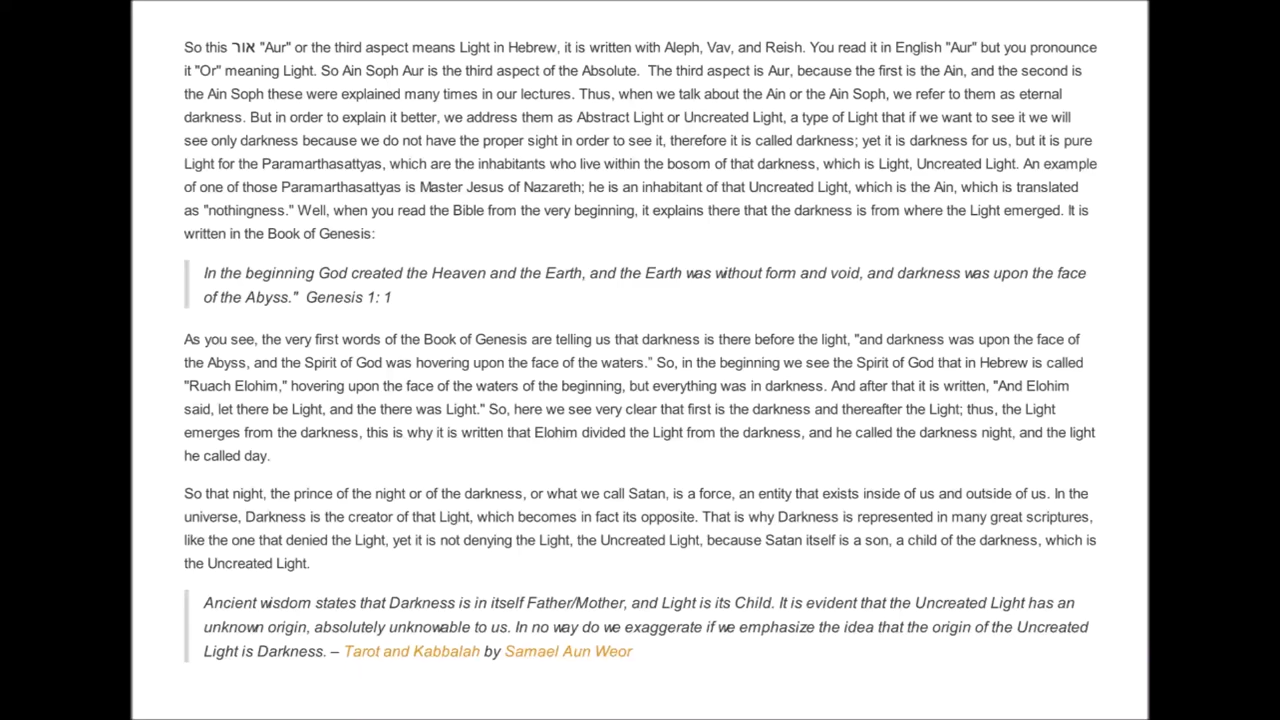 So this אור "Aur" or the third aspect means Light in Hebrew, it is written with Aleph, Vav, and Reish. You read it in English "Aur" but you pronounce
it "Or" meaning Light. So Ain Soph Aur is the third aspect of the Absolute.  The third aspect is Aur, because the first is the Ain, and the second is
the Ain Soph these were explained many times in our lectures. Thus, when we talk about the Ain or the Ain Soph, we refer to them as eternal
darkness. But in order to explain it better, we address them as Abstract Light or Uncreated Light, a type of Light that if we want to see it we will
see only darkness because we do not have the proper sight in order to see it, therefore it is called darkness; yet it is darkness for us, but it is pure
Light for the Paramarthasattyas, which are the inhabitants who live within the bosom of that darkness, which is Light, Uncreated Light. An example
of one of those Paramarthasattyas is Master Jesus of Nazareth; he is an inhabitant of that Uncreated Light, which is the Ain, which is translated
as "nothingness." Well, when you read the Bible from the very beginning, it explains there that the darkness is from where the Light emerged. It is
written in the Book of Genesis:
In the beginning God created the Heaven and the Earth, and the Earth was without form and void, and darkness was upon the face
of the Abyss."  Genesis 1: 1
As you see, the very first words of the Book of Genesis are telling us that darkness is there before the light, "and darkness was upon the face of
the Abyss, and the Spirit of God was hovering upon the face of the waters." So, in the beginning we see the Spirit of God that in Hebrew is called
"Ruach Elohim," hovering upon the face of the waters of the beginning, but everything was in darkness. And after that it is written, "And Elohim
said, let there be Light, and the there was Light." So, here we see very clear that first is the darkness and thereafter the Light; thus, the Light
emerges from the darkness, this is why it is written that Elohim divided the Light from the darkness, and he called the darkness night, and the light
he called day.
So that night, the prince of the night or of the darkness, or what we call Satan, is a force, an entity that exists inside of us and outside of us. In the
universe, Darkness is the creator of that Light, which becomes in fact its opposite. That is why Darkness is represented in many great scriptures,
like the one that denied the Light, yet it is not denying the Light, the Uncreated Light, because Satan itself is a son, a child of the darkness, which is
the Uncreated Light.
Ancient wisdom states that Darkness is in itself Father/Mother, and Light is its Child. It is evident that the Uncreated Light has an
unknown origin, absolutely unknowable to us. In no way do we exaggerate if we emphasize the idea that the origin of the Uncreated
Light is Darkness. – Tarot and Kabbalah by Samael Aun Weor